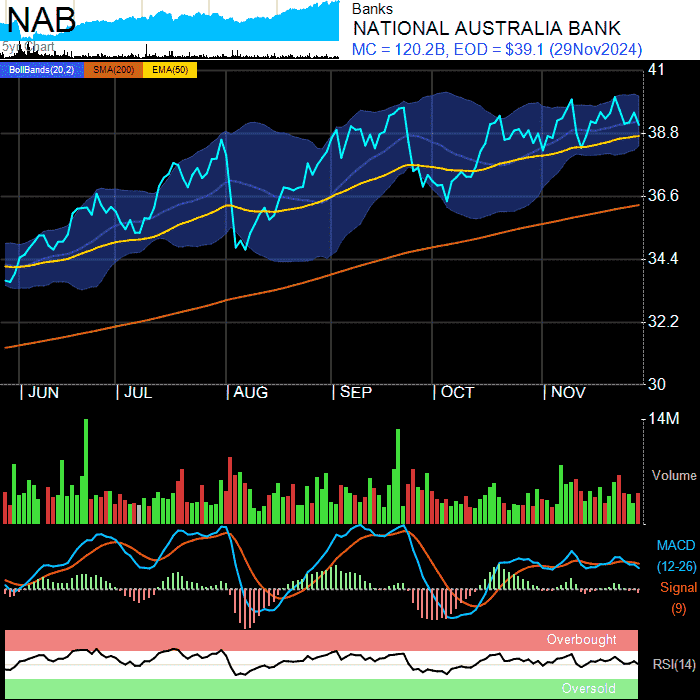 NAB
5yr Chart
Banks
NATIONAL AUSTRALIA BANK
MC = 120.2B, EOD = $39.1 (29Nov2024)
BollBands(20,2) SMA(200) EMA(50)
41
38.8
36.6
34.4
32.2
30
JUN JUL AUG SEP OCT NOV
14M
Volume
MACD
(12-26)
Signal
(9)
Overbought
RSI(14)
Oversold